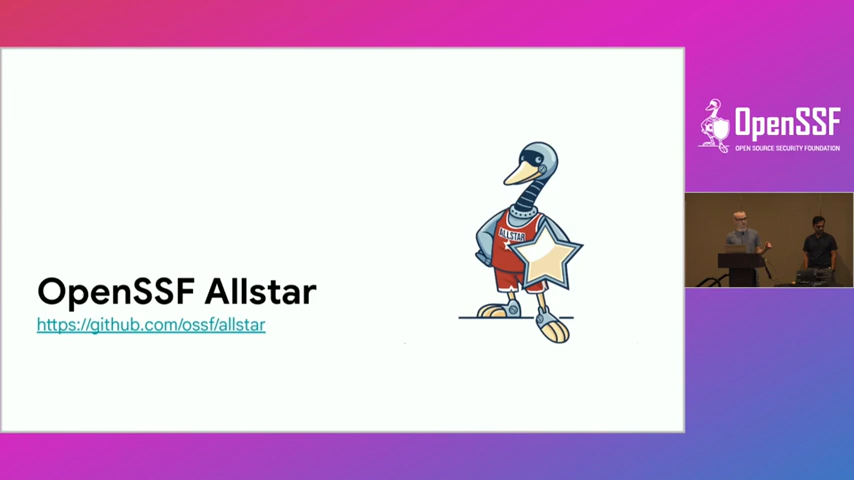 OpenSSF Allstar
https://github.com/ossf/allstar
ALLSTAR
OpenSSF
OPEN SOURCE SECURITY FOUNDATION